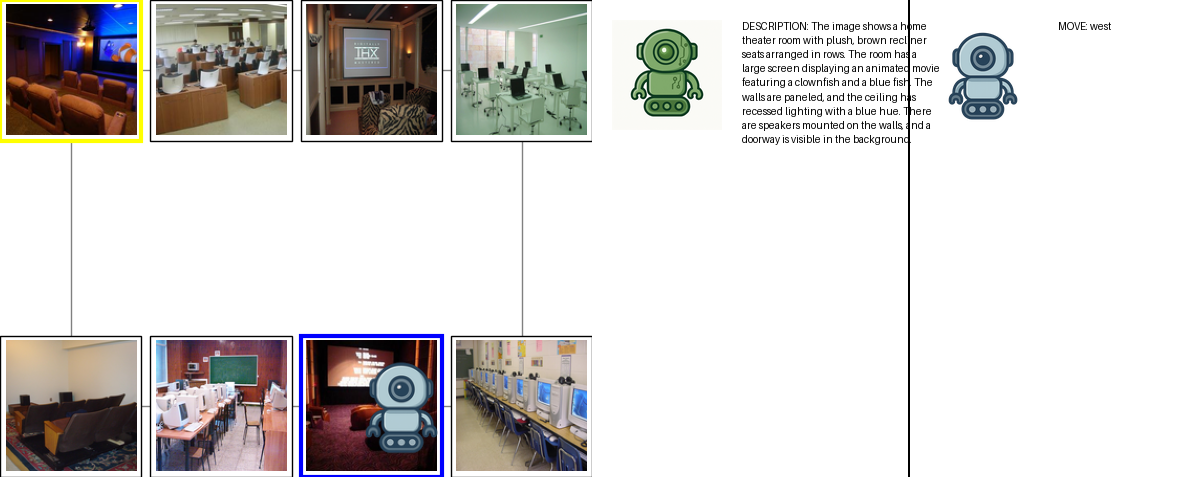 THX
DESCRIPTION: The image shows a home
theater room with plush, brown recliner
seats arranged in rows. The room has a
large screen displaying an animated movie
featuring a clownfish and a blue fish. The
walls are paneled, and the ceiling has
recessed lighting with a blue hue. There
are speakers mounted on the walls, and a
doorway is visible in the background.
MOVE: west